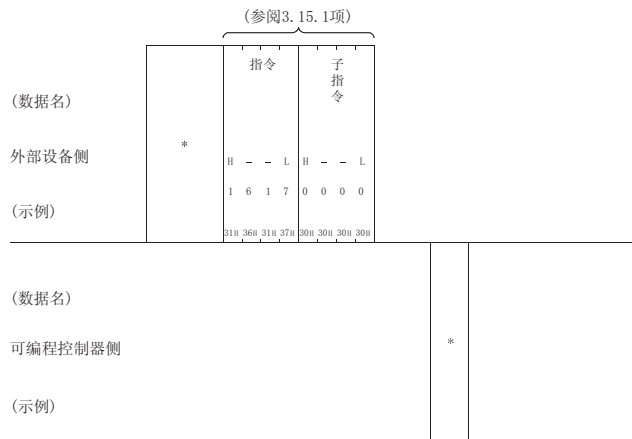 (参阅3.15.1项)
指令 子指令
(数据名)
*
外部设备侧
H - - L H - - L
1 6 1 7 0 0 0 0
(示例)
31H 36H 31H 37H 30H 30H 30H 30H
(数据名)
可编程控制器侧
*
(示例)